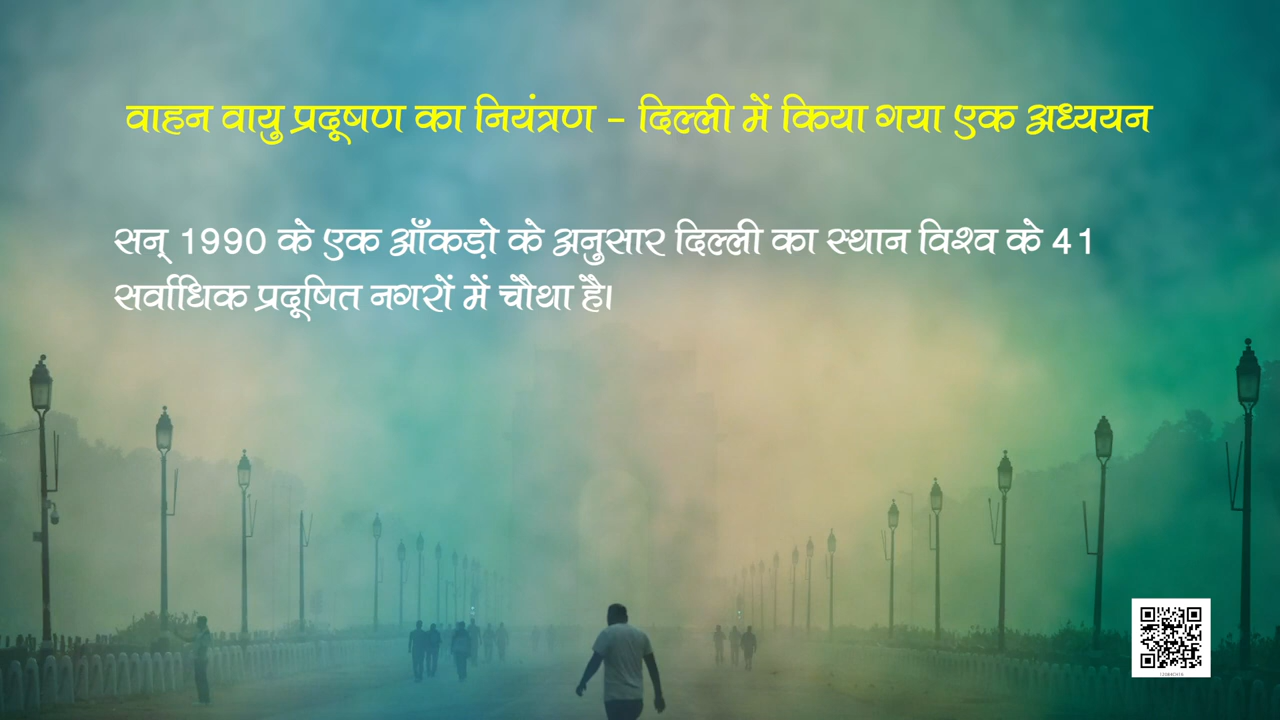 वाहन वायु प्रदूषण का नियंत्रण - दिल्ली में किया गया एक अध्ययन
सन् 1990 के एक आँकड़ो के अनुसार दिल्ली का स्थान विश्व के 41
सर्वाधिक प्रदूषित नगरों में चौथा है।